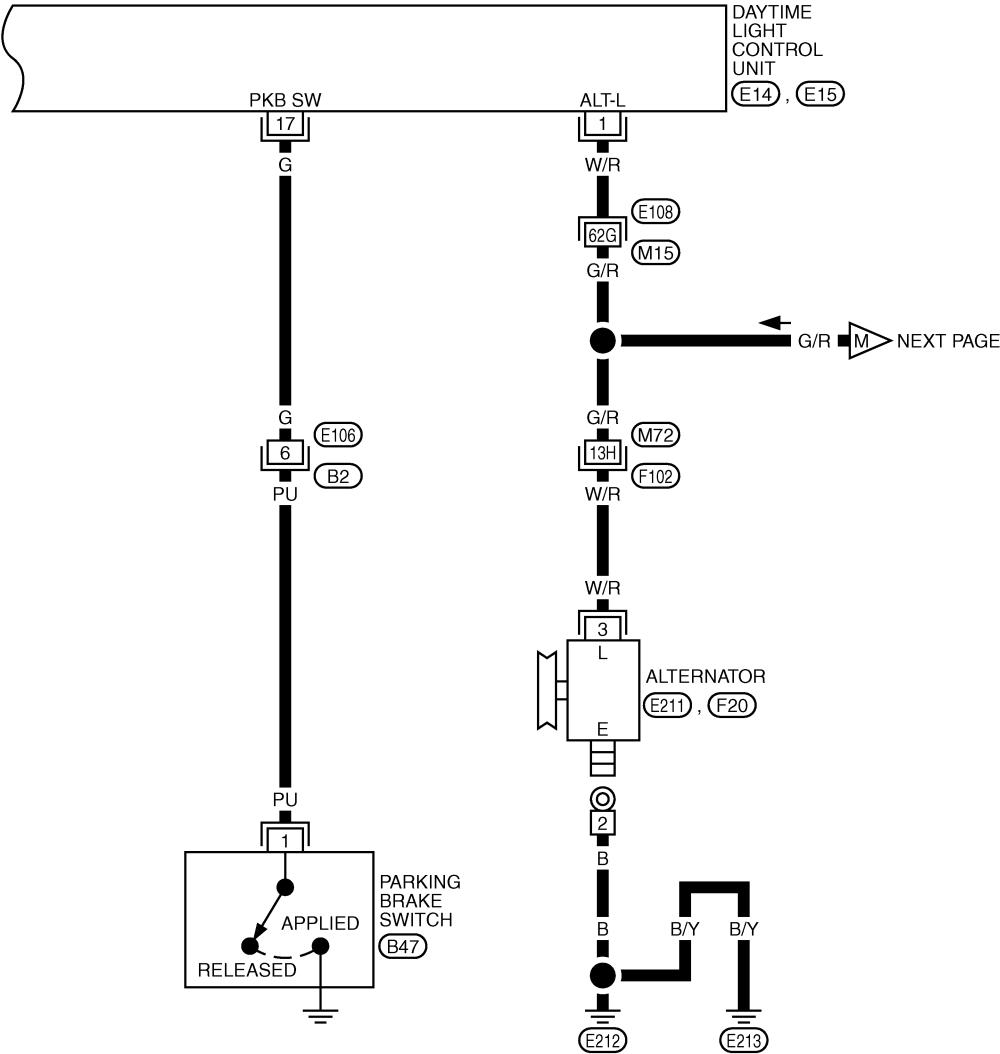 DAYTIME
LIGHT
CONTROL
UNIT
E14 , E15
PKB SW
ALT-L
17
1
G
W/R
E108
62G
M15
G/R
G/R
M
NEXT PAGE
G
G/R
E106
M72
6
13H
B2
F102
PU
W/R
W/R
3
L
ALTERNATOR
E211 , F20
E
PU
2
1
B
PARKING
BRAKE
SWITCH
B47
APPLIED
RELEASED
B
B/Y
B/Y
E212
E213